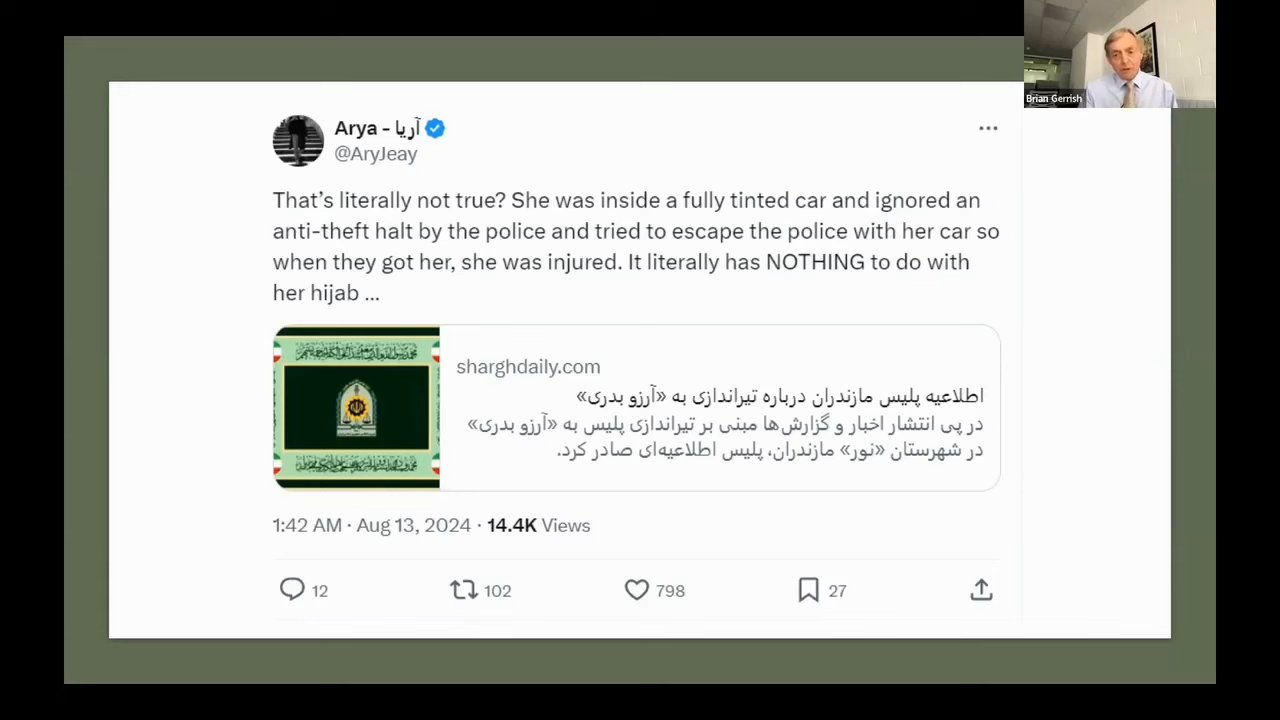 Brian Gerrish
Arya - آریا
@AryJeay
That’s literally not true? She was inside a fully tinted car and ignored an
anti-theft halt by the police and tried to escape the police with her car so
when they got her, she was injured. It literally has NOTHING to do with
her hijab ...
sharghdaily.com
اطلاعیه پلیس مازندران درباره تیراندازی به «آرزو بدری»
در پی انتشار اخبار و گزارش‌ها مبنی بر تیراندازی پلیس به «آرزو بدری»
در شهرستان «نور» مازندران، پلیس اطلاعیه‌ای صادر کرد.
1:42 AM · Aug 13, 2024 · 14.4K Views
12 102 798 27